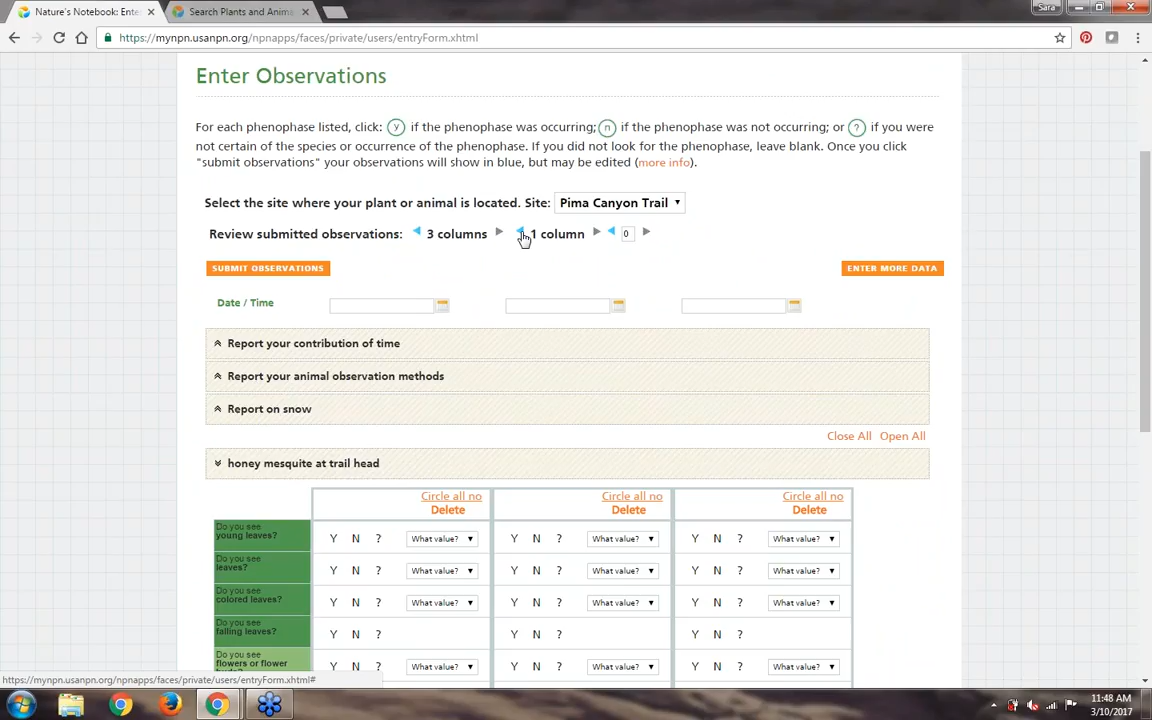 Nature's Notebook: Ente
Search Plants and Anima
Sara
https://mynpn.usanpn.org/npnapps/faces/private/users/entryForm.xhtml
Enter Observations
For each phenophase listed, click: y if the phenophase was occurring; n if the phenophase was not occurring; or ? if you were
not certain of the species or occurrence of the phenophase. If you did not look for the phenophase, leave blank. Once you click
"submit observations" your observations will show in blue, but may be edited (more info).
Select the site where your plant or animal is located. Site: Pima Canyon Trail
Review submitted observations: 3 columns 1 column 0
SUBMIT OBSERVATIONS ENTER MORE DATA
Date / Time
Report your contribution of time
Report your animal observation methods
Report on snow
Close All Open All
honey mesquite at trail head
Circle all no Circle all no Circle all no
Delete Delete Delete
Do you see
young leaves?
Y N ? What value? Y N ? What value? Y N ? What value?
Do you see
leaves?
Y N ? What value? Y N ? What value? Y N ? What value?
Do you see
colored leaves?
Y N ? What value? Y N ? What value? Y N ? What value?
Do you see
falling leaves?
Y N ? Y N ? Y N ?
Do you see
flowers or flower
buds?
Y N ? What value? Y N ? What value? Y N ? What value?
https://mynpn.usanpn.org/npnapps/faces/private/users/entryForm.xhtml#
11:48 AM
3/10/2017